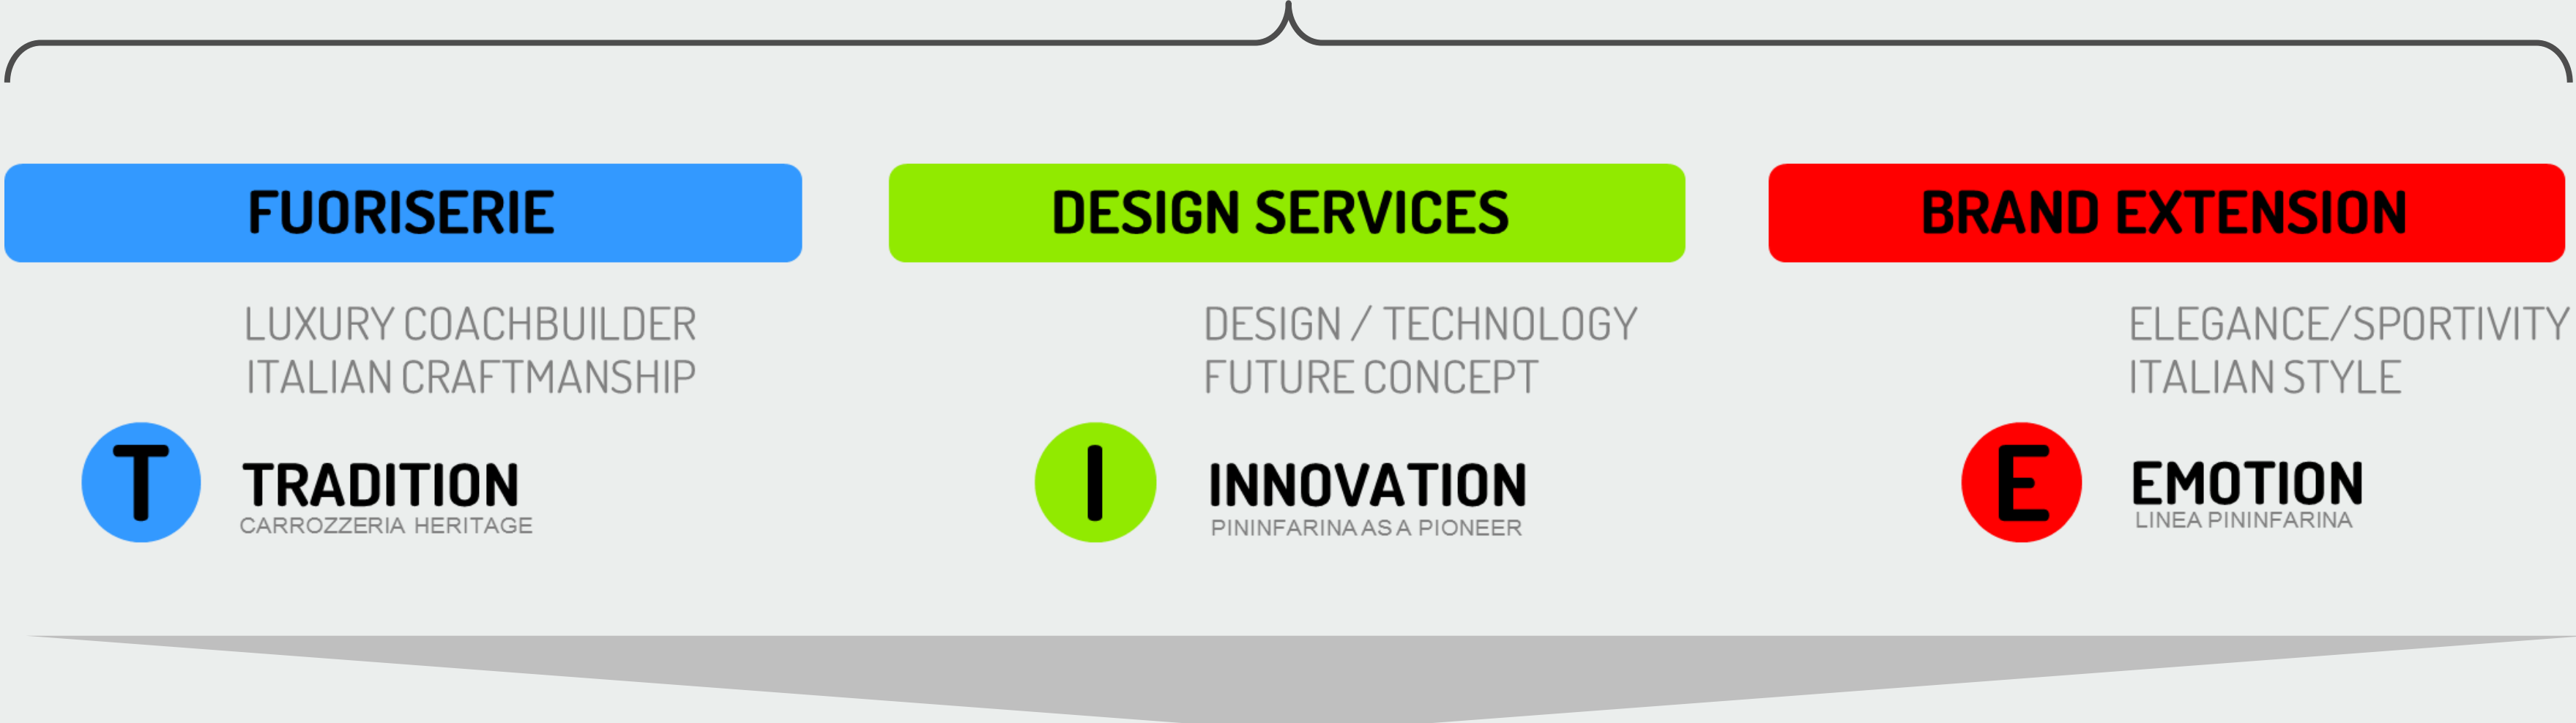 FUORISERIE
LUXURY COACHBUILDER
ITALIAN CRAFTMANSHIP
T
TRADITION
CARROZZERIA HERITAGE
DESIGN SERVICES
DESIGN / TECHNOLOGY
FUTURE CONCEPT
I
INNOVATION
PININFARINA AS A PIONEER
BRAND EXTENSION
ELEGANCE/SPORTIVITY
ITALIAN STYLE
E
EMOTION
LINEA PININFARINA